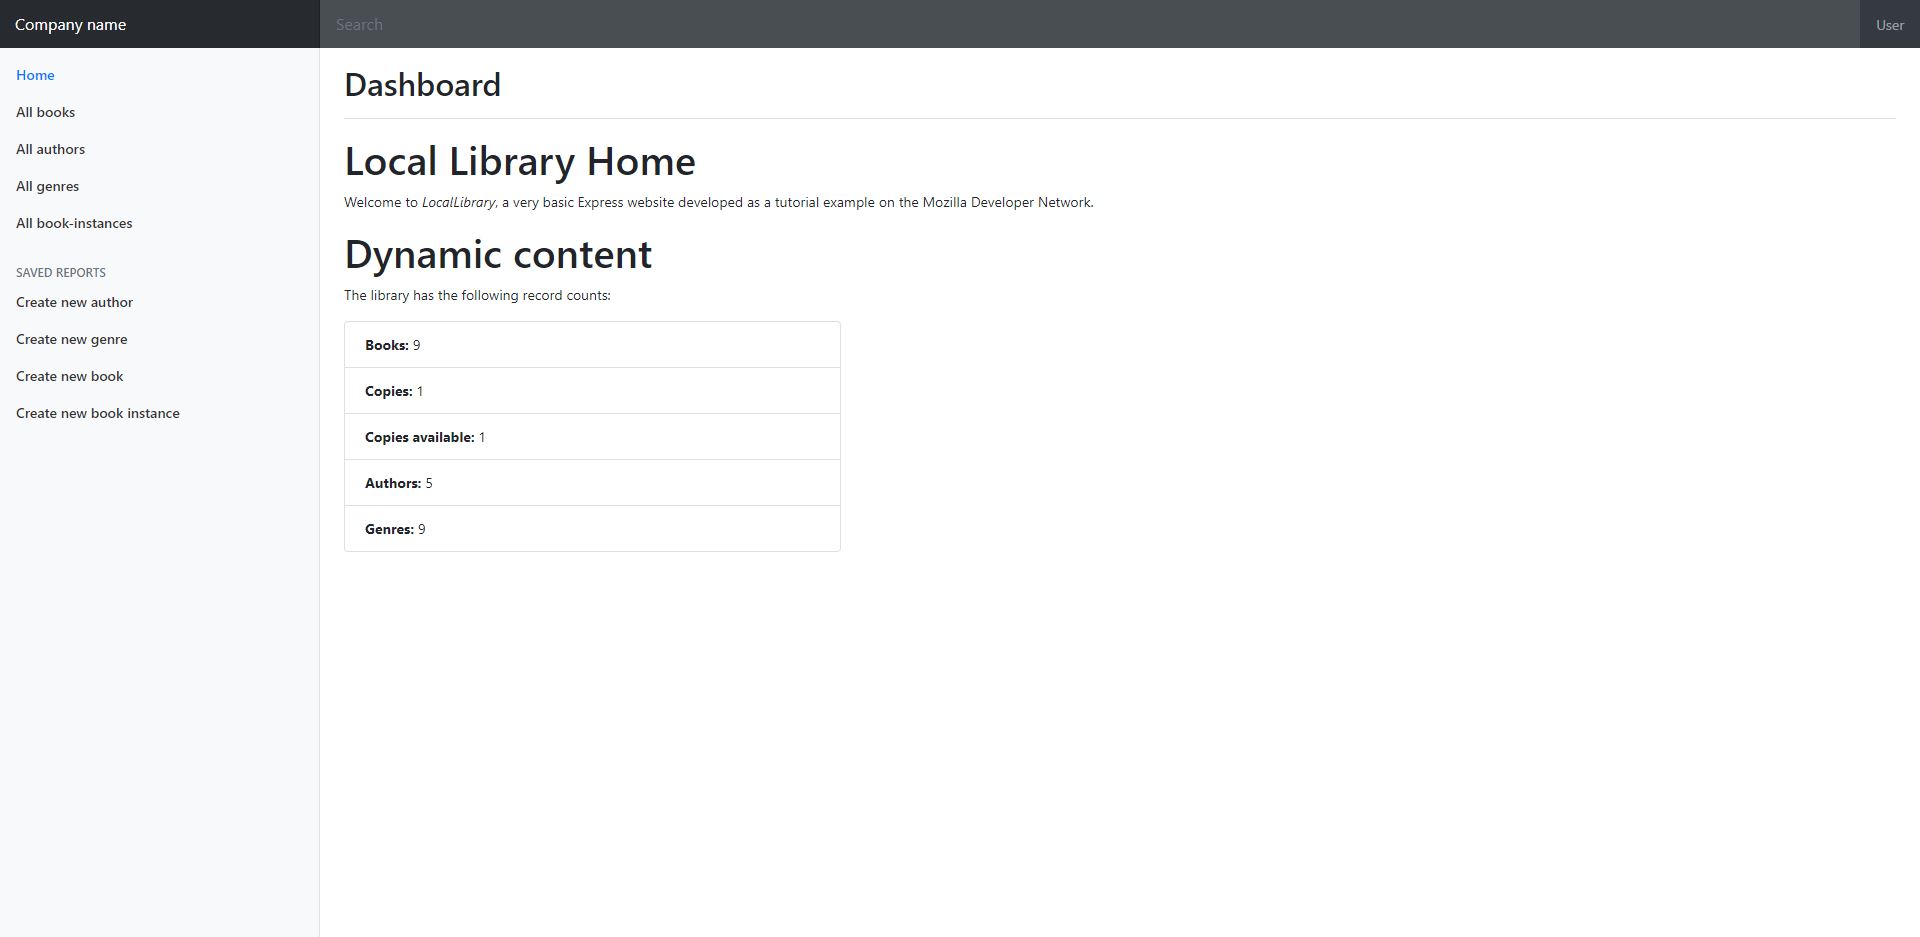 Company name
Search
User
Home
All books
All authors
All genres
All book-instances
SAVED REPORTS
Create new author
Create new genre
Create new book
Create new book instance
Dashboard
Local Library Home
Welcome to LocalLibrary, a very basic Express website developed as a tutorial example on the Mozilla Developer Network.
Dynamic content
The library has the following record counts:
Books: 9
Copies: 1
Copies available: 1
Authors: 5
Genres: 9